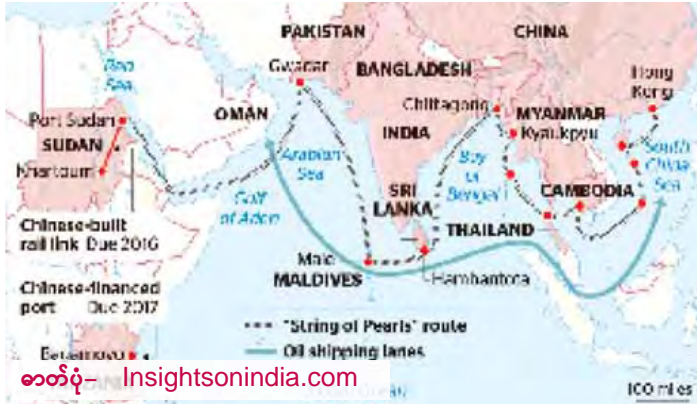 PAKISTAN
CHINA
Gwadar
BANGLADESH
Hong
Kong
Red
Sea
Chittagong
MYANMAR
OMAN
Port Sudan
INDIA
Kyaukpyu
SUDAN
Arabian
Sea
Bay
of
Bengal
South
China
Sea
Khartoum
SRI
LANKA
CAMBODIA
Gulf
of Aden
Chinese-built
rail link Due 2016
THAILAND
Male
MALDIVES
Hambantota
Chinese-financed
port Due 2017
"String of Pearls" route
Oil shipping lanes
ဓာတ်ပုံ– Insightsonindia.com
100 miles